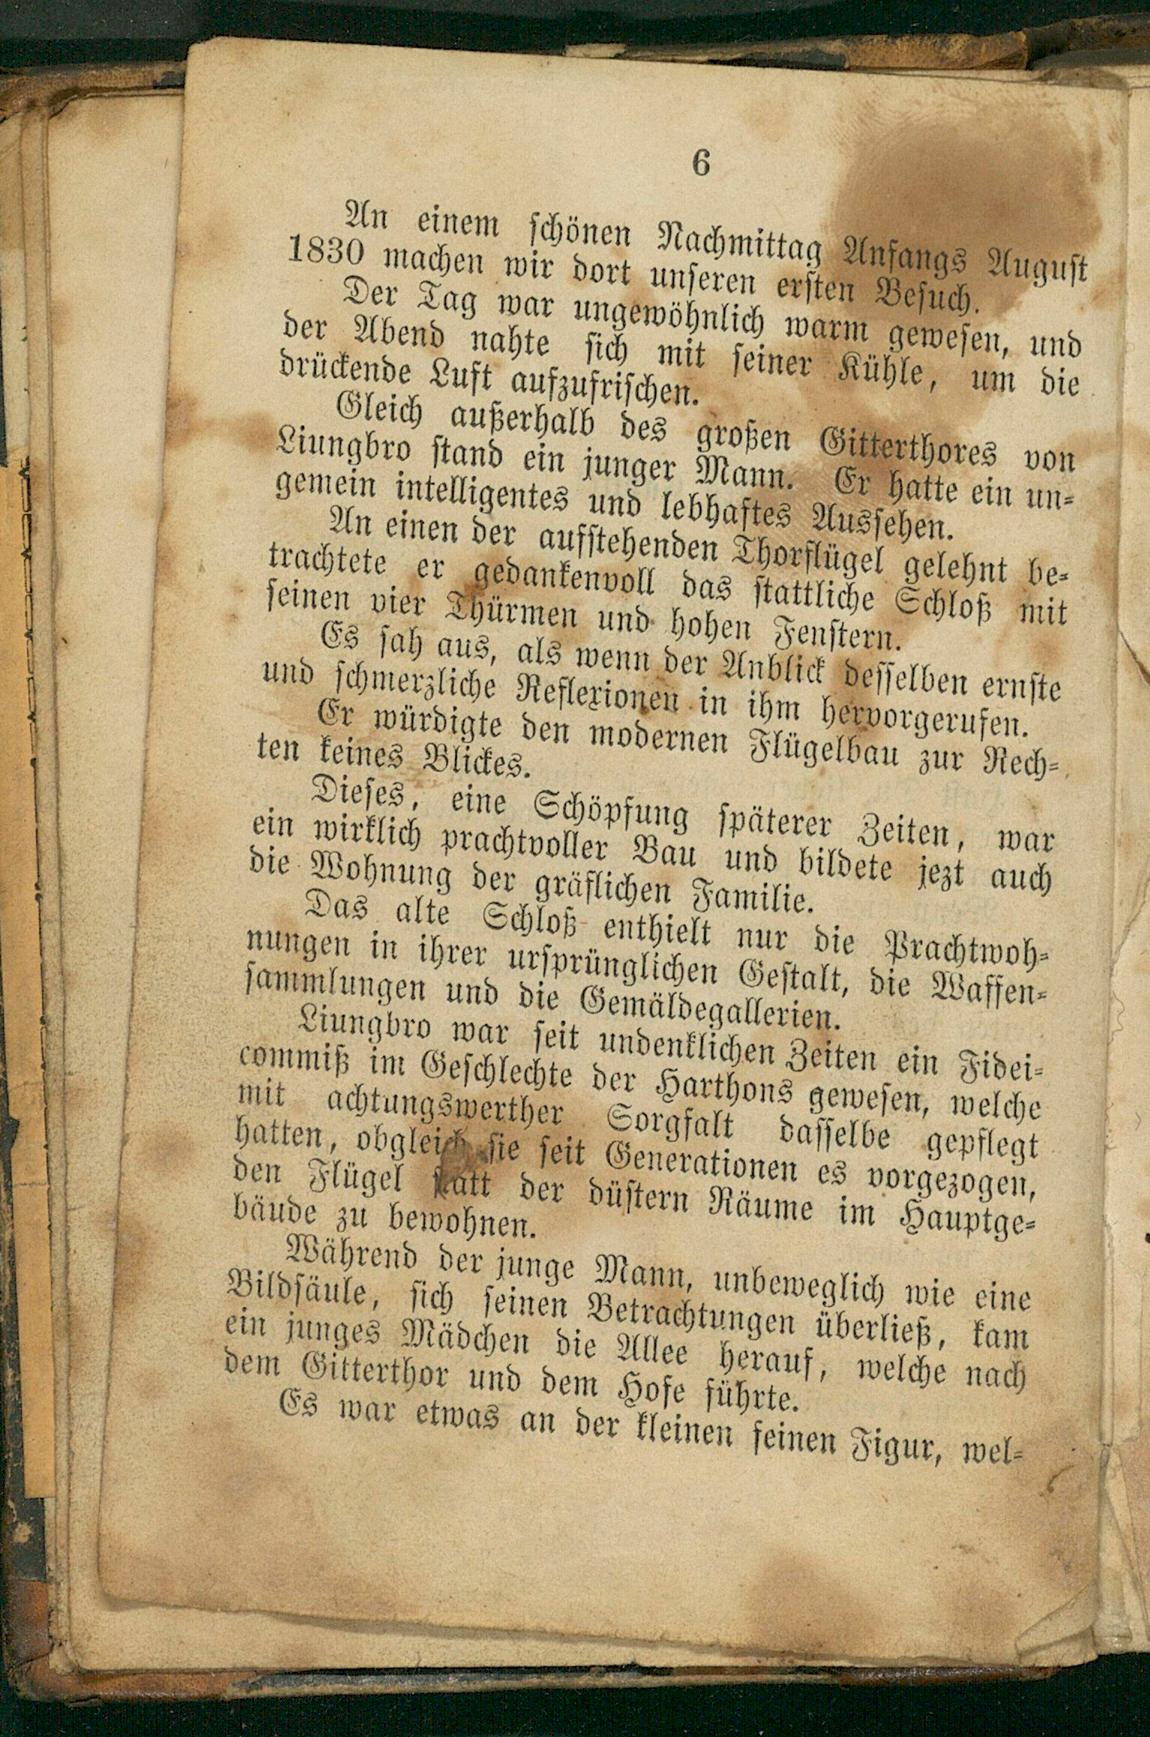 6
An einem schönen Nachmittag Anfangs August
1830 machen wir dort unseren ersten Besuch.
Der Tag war ungewöhnlich warm gewesen, und
der Abend nahte sich mit seiner Kühle, um die
drückende Luft aufzufrischen.
Gleich außerhalb des großen Gitterthores von
Liungbro stand ein junger Mann. Er hatte ein un-
gemein intelligentes und lebhaftes Aussehen.
An einen der aufstehenden Thorflügel gelehnt be-
trachtete er gedankenvoll das stattliche Schloß mit
seinen vier Thürmen und hohen Fenstern.
Es sah aus, als wenn der Anblick desselben ernste
und schmerzliche Reflexionen in ihm hervorgerufen.
Er würdigte den modernen Flügelbau zur Rech-
ten keines Blickes.
Dieses, eine Schöpfung späterer Zeiten, war
ein wirklich prachtvoller Bau und bildete jezt auch
die Wohnung der gräflichen Familie.
Das alte Schloß enthielt nur die Prachtwoh-
nungen in ihrer ursprünglichen Gestalt, die Waffen-
sammlungen und die Gemäldegallerien.
Liungbro war seit undenklichen Zeiten ein Fidei-
commiß im Geschlechte der Harthons gewesen, welche
mit achtungswerther Sorgfalt dasselbe gepflegt
hatten, obgleich sie seit Generationen es vorgezogen,
den Flügel statt der düstern Räume im Hauptge-
bäude zu bewohnen.
Während der junge Mann, unbeweglich wie eine
Bildsäule, sich seinen Betrachtungen überließ, kam
ein junges Mädchen die Allee herauf, welche nach
dem Gitterthor und dem Hofe führte.
Es war etwas an der kleinen feinen Figur, wel-